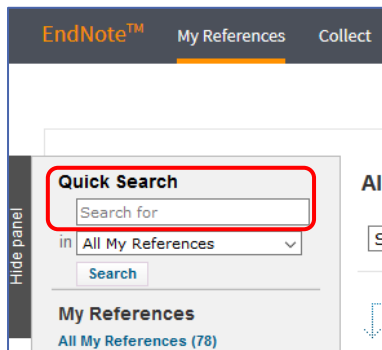 EndNote™ My References Collect
Hide panel
Quick Search
Search for
in All My References
Search
My References
All My References (78)